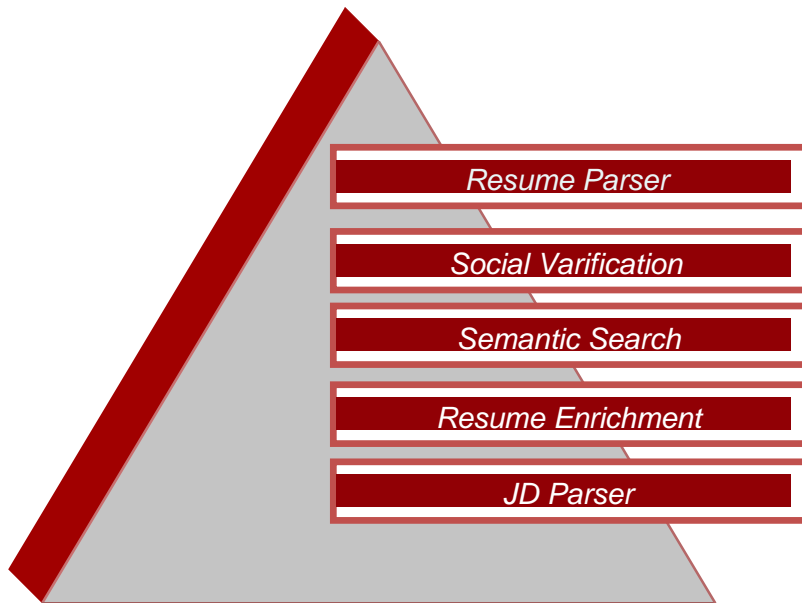 Resume Parser
Social Varification
Semantic Search
Resume Enrichment
JD Parser